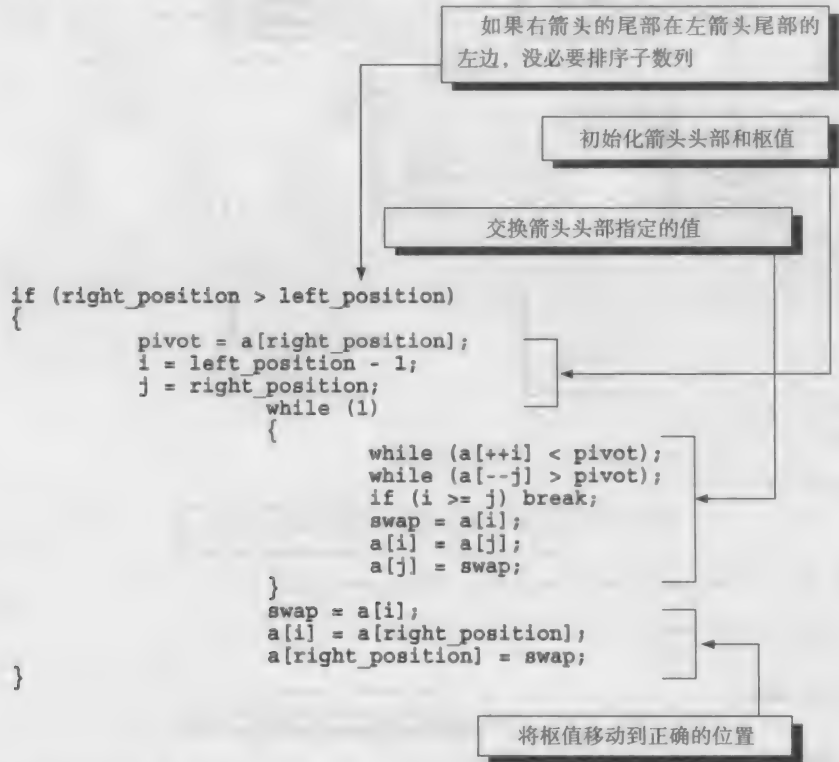 如果右箭头的尾部在左箭头尾部的
左边，没必要排序子数列
初始化箭头头部和枢值
交换箭头头部指定的值
if (right_position > left_position)
{
pivot = a[right_position];
i = left_position - 1;
j = right_position;
while (1)
{
while (a[++i] < pivot);
while (a[--j] > pivot);
if (i >= j) break;
swap = a[i];
a[i] = a[j];
a[j] = swap;
}
swap = a[i];
a[i] = a[right_position];
a[right_position] = swap;
}
将枢值移动到正确的位置